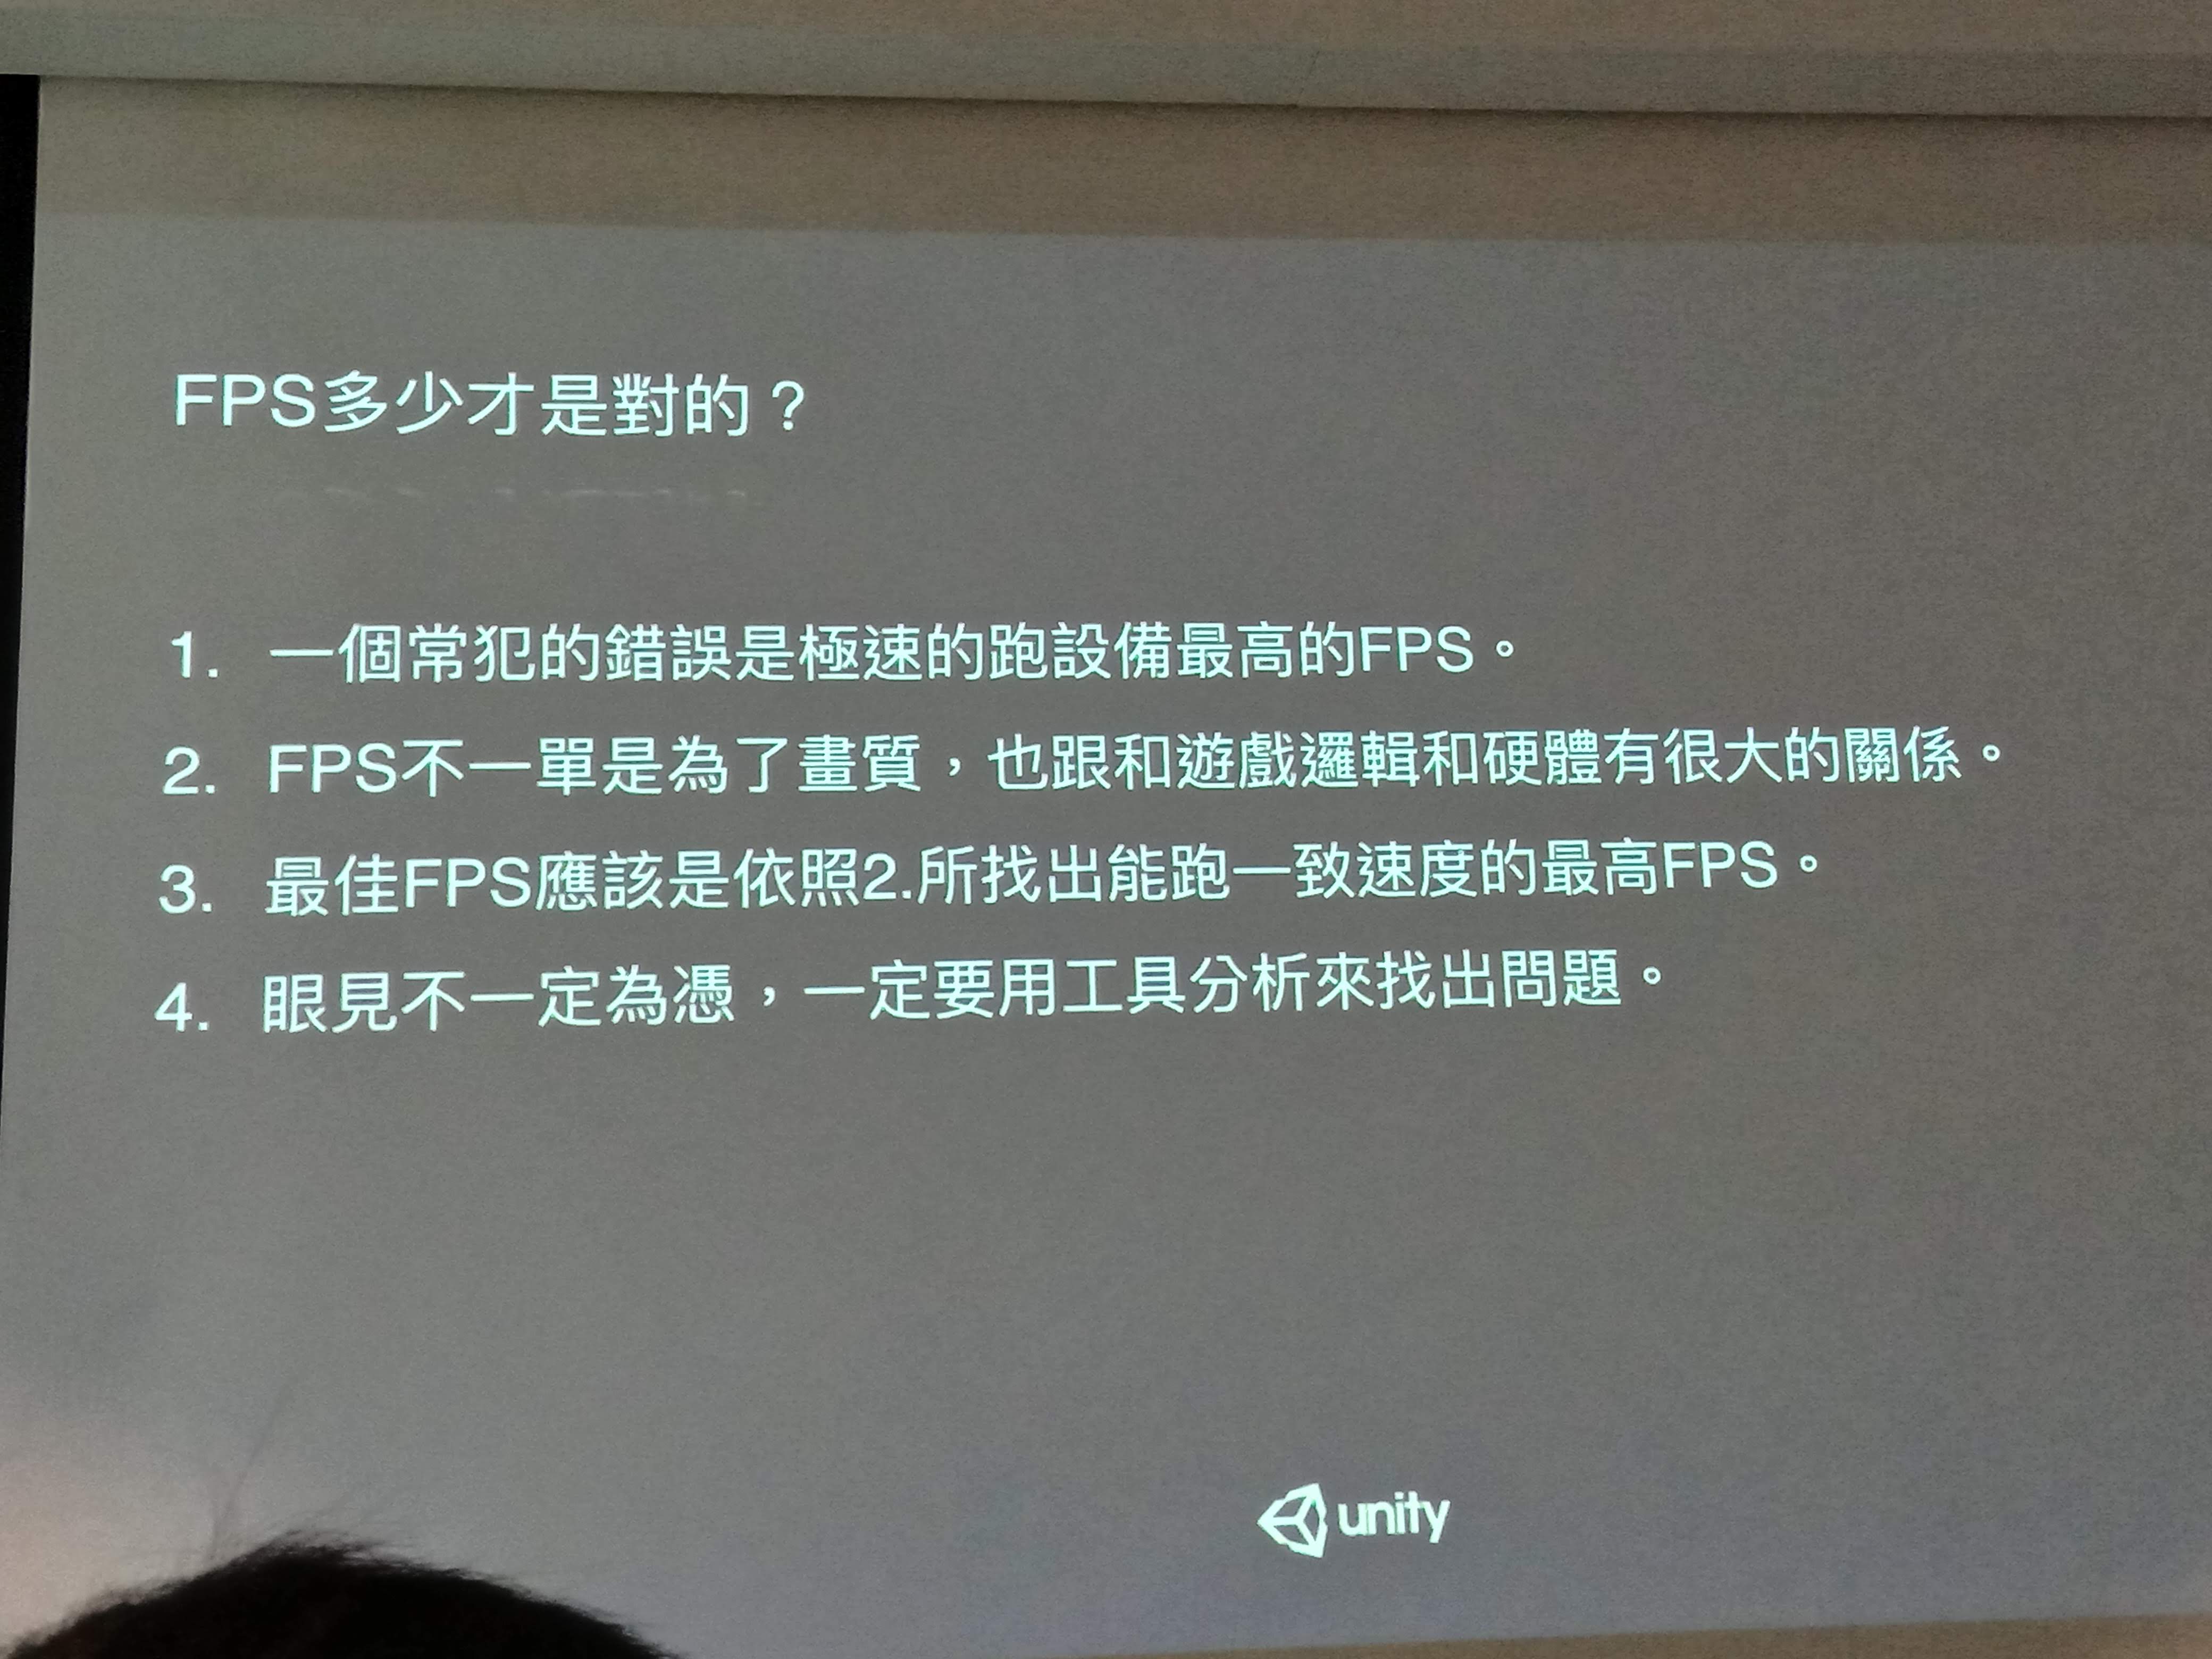 FPS多少才是對的？
1. 一個常犯的錯誤是極速的跑設備最高的FPS。
2. FPS不一單是為了畫質，也跟和遊戲邏輯和硬體有很大的關係。
3. 最佳FPS應該是依照2.所找出能跑一致速度的最高FPS。
4. 眼見不一定為憑，一定要用工具分析來找出問題。
unity